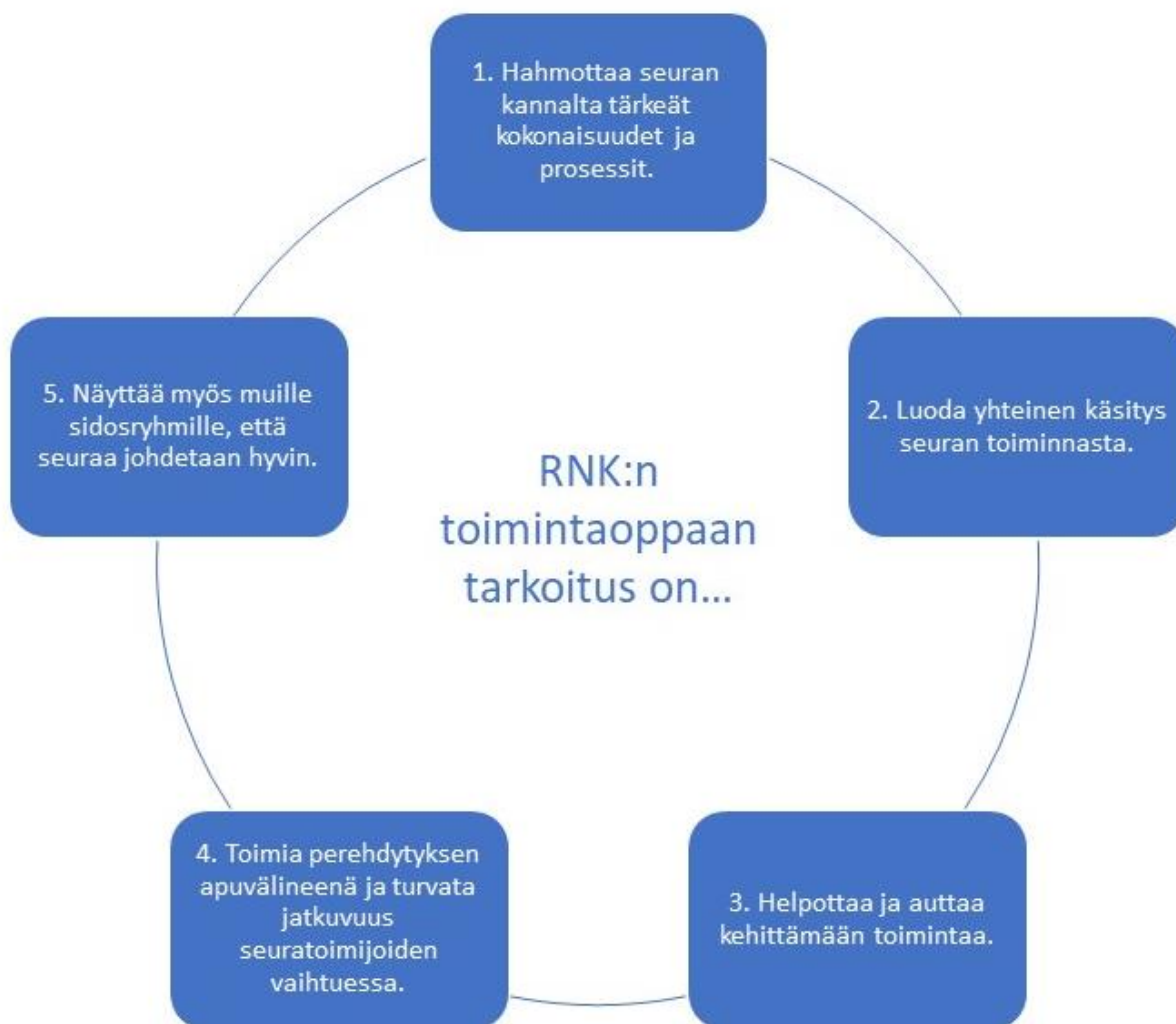 1. Hahmottaa seuran
kannalta tärkeät
kokonaisuudet ja
prosessit.
2. Luoda yhteinen käsitys
seuran toiminnasta.
3. Helpottaa ja auttaa
kehittämään toimintaa.
4. Toimia perehdytyksen
apuvälineenä ja turvata
jatkuvuus
seuratoimijoiden
vaihtuessa.
5. Näyttää myös muille
sidosryhmille, että
seuraa johdetaan hyvin.
RNK:n
toimintaoppaan
tarkoitus on...